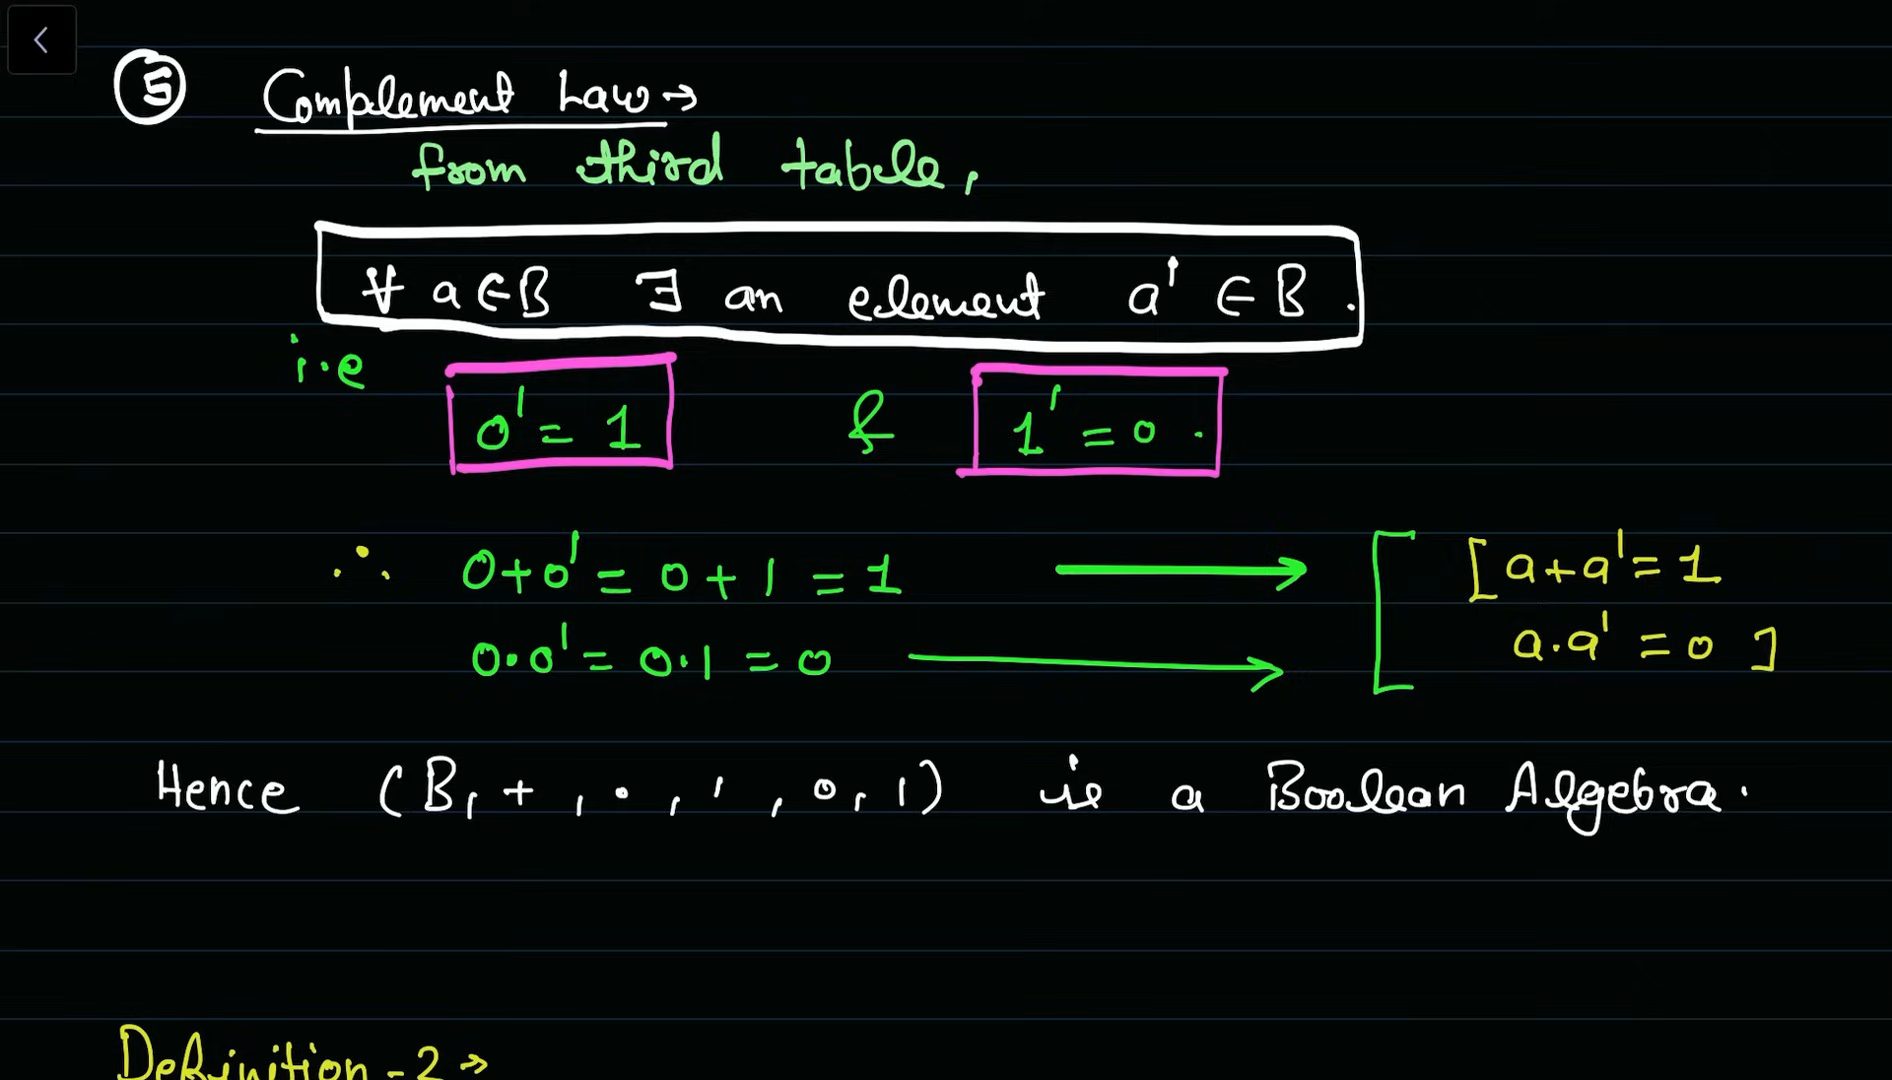 ⑤ Complement Law →
from third table,
∀ a ∈ B ∃ an element a' ∈ B.
i.e 0' = 1 & 1' = 0.
∴ 0+0' = 0+1 = 1 → [a+a' = 1
0·0' = 0·1 = 0 → a·a' = 0]
Hence (B, +, ·, ', 0, 1) is a Boolean Algebra.
Definition-2 →